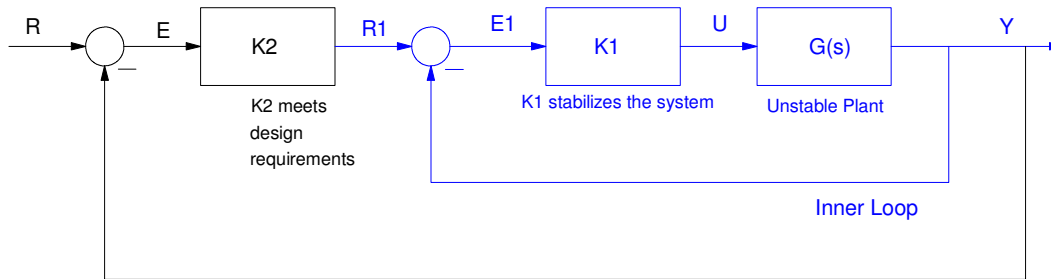 R
E
K2
R1
E1
K1
U
G(s)
Y
K2 meets
design
requirements
K1 stabilizes the system
Unstable Plant
Inner Loop